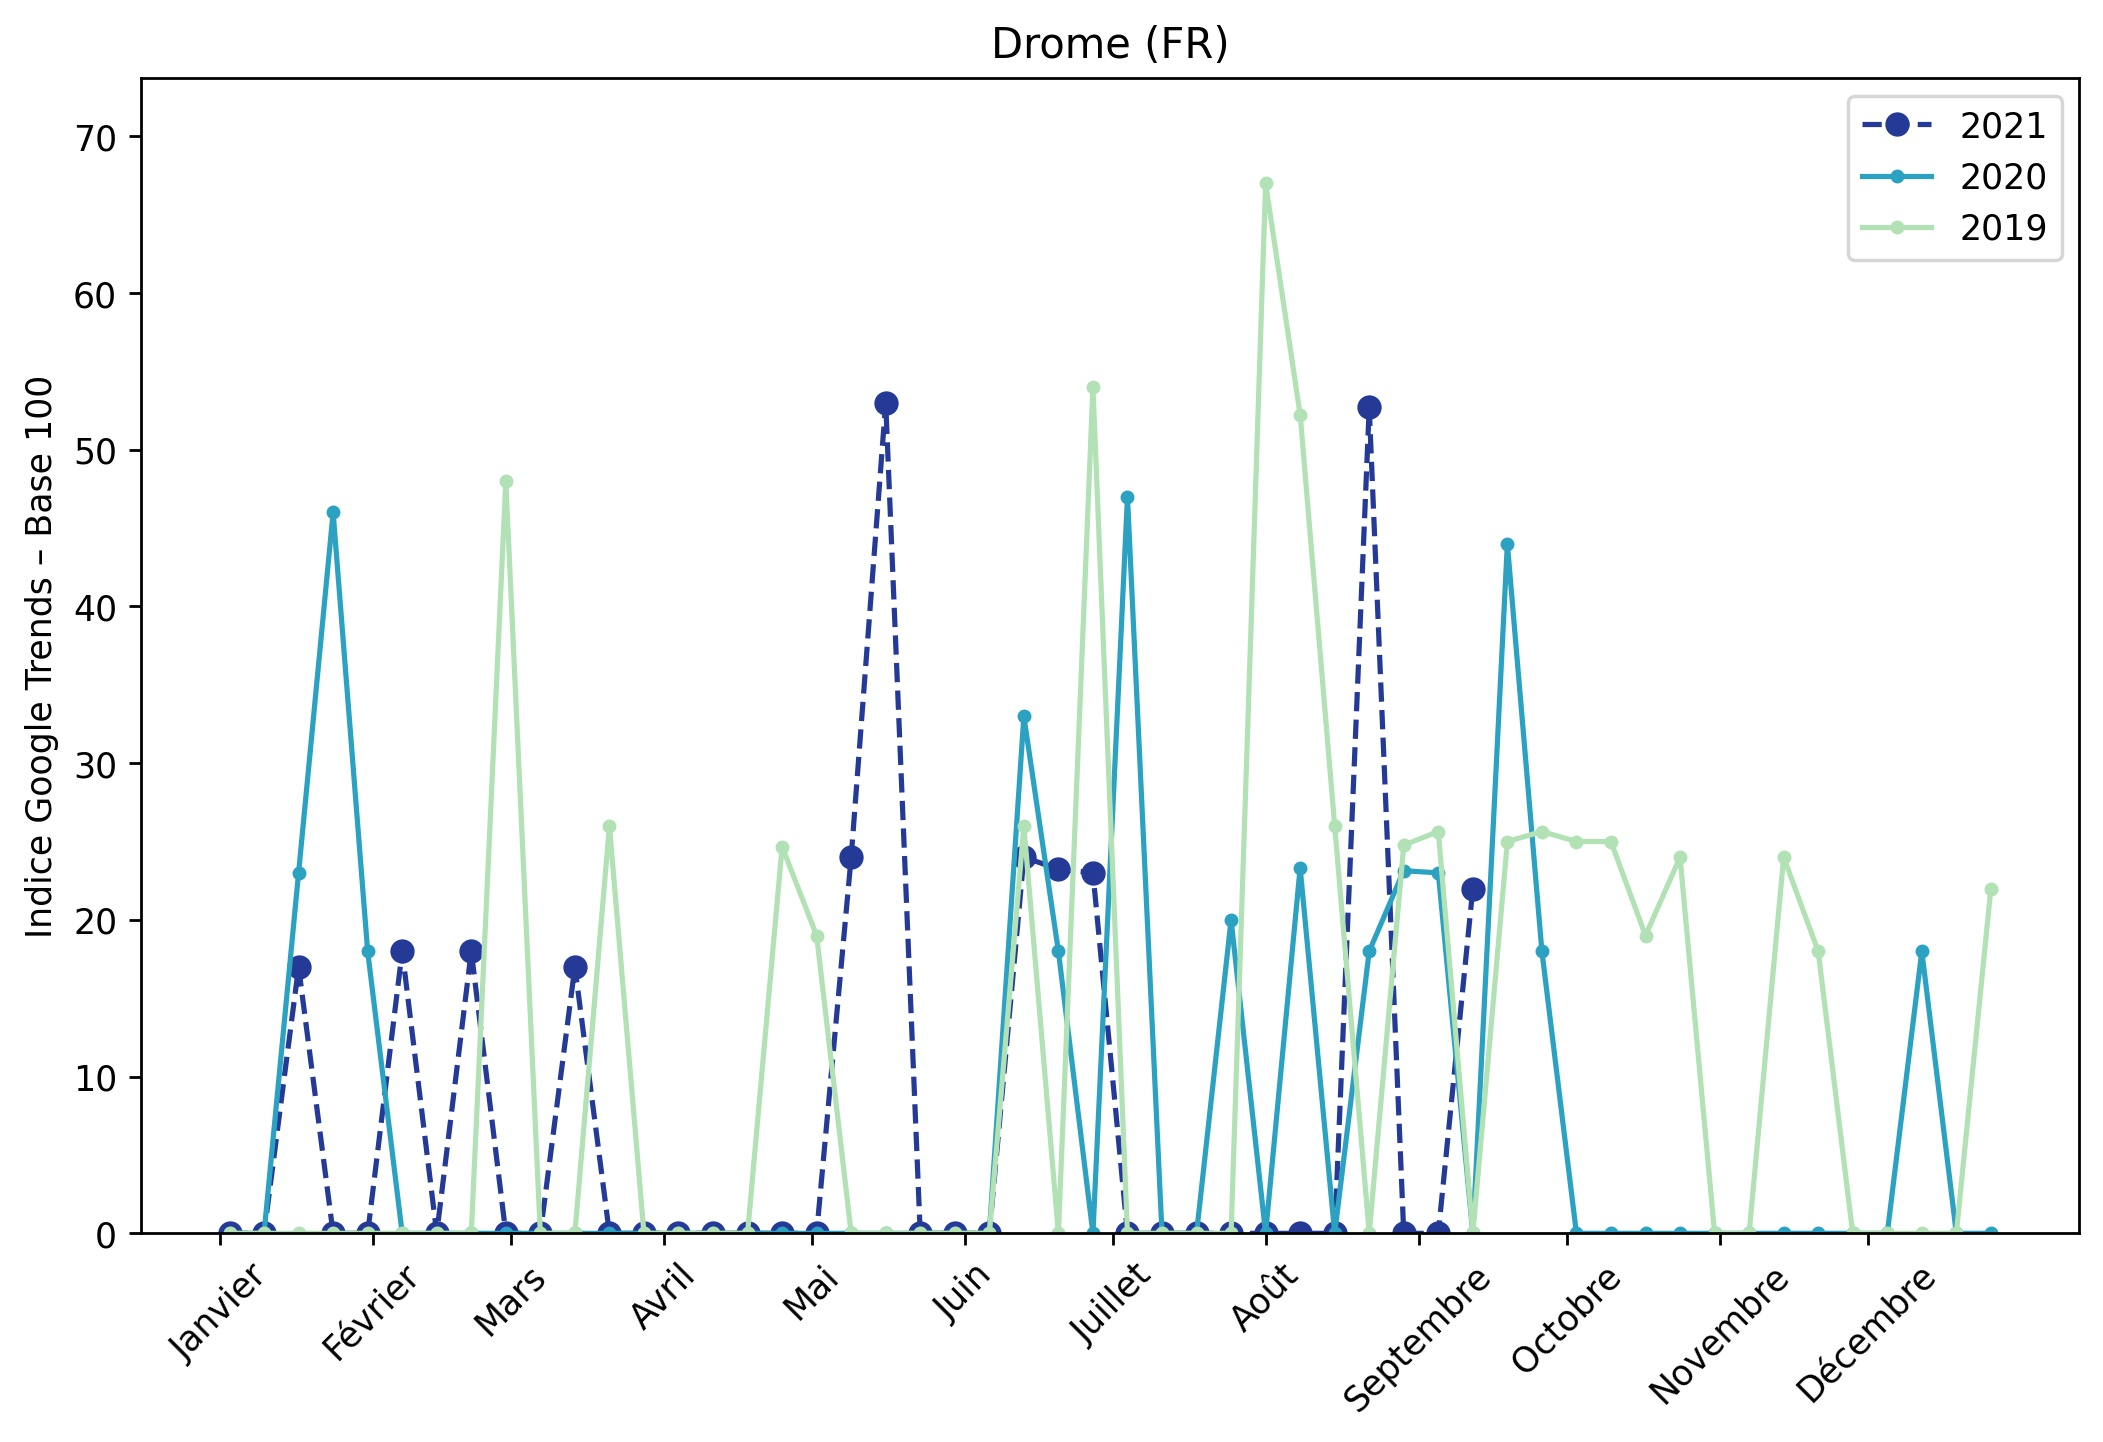 Drome (FR)
Indice Google Trends – Base 100
70
60
50
40
30
20
10
0
2021
2020
2019
Janvier
Février
Mars
Avril
Mai
Juin
Juillet
Août
Septembre
Octobre
Novembre
Décembre